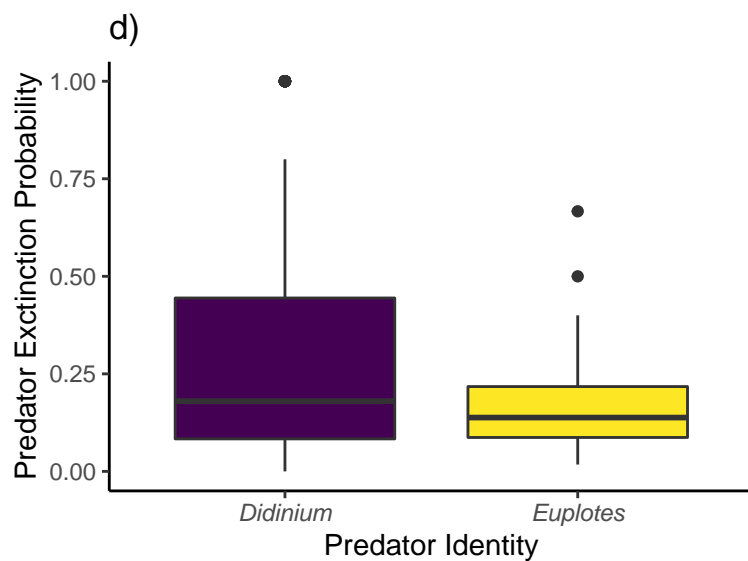 d)
Predator Exctinction Probability
1.00
0.75
0.50
0.25
0.00
Didinium
Euplotes
Predator Identity